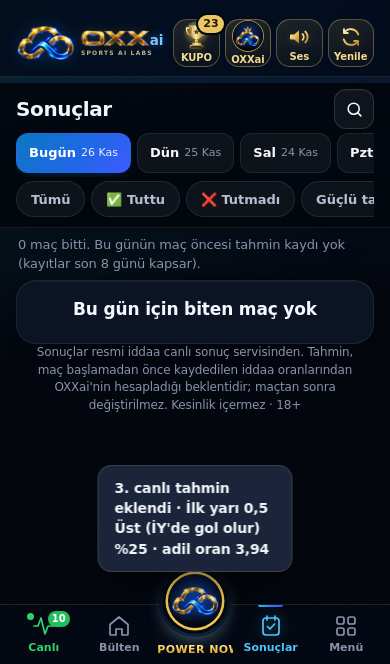 OXX ai
SPORTS AI LABS
23
KUPO
OXXai
Ses
Yenile
Sonuçlar
Bugün 26 Kas
Dün 25 Kas
Sal 24 Kas
Pzt
Tümü
✅ Tuttu
❌ Tutmadı
Güçlü ta
0 maç bitti. Bu günün maç öncesi tahmin kaydı yok
(kayıtlar son 8 günü kapsar).
Bu gün için biten maç yok
Sonuçlar resmi iddaa canlı sonuç servisinden. Tahmin,
maç başlamadan önce kaydedilen iddaa oranlarından
OXXai'nin hesapladığı beklentidir; maçtan sonra
değiştirilmez. Kesinlik içermez · 18+
3. canlı tahmin
eklendi · İlk yarı 0,5
Üst (İY'de gol olur)
%25 · adil oran 3,94
10
Canlı
Bülten
POWER NOW
Sonuçlar
Menü